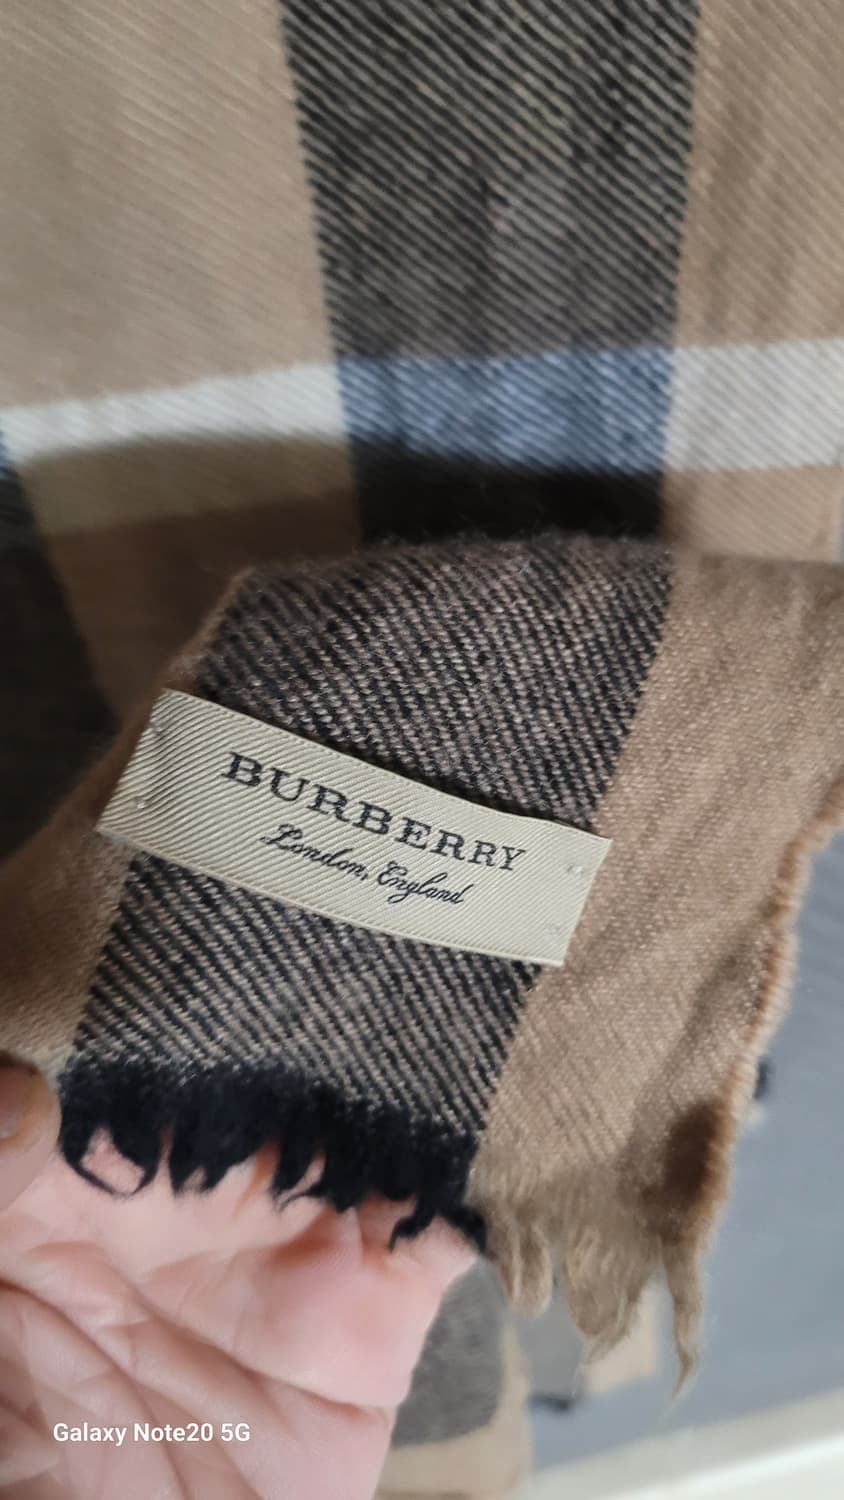 BURBERRY
London, England
Galaxy Note20 5G